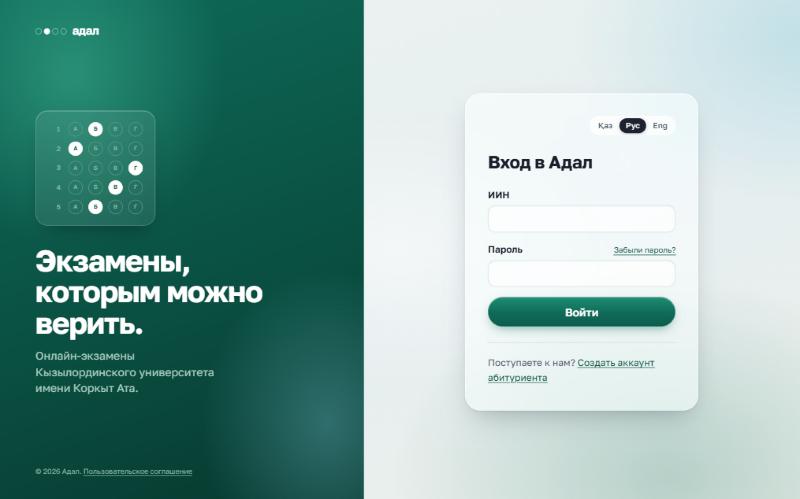 адал
1 А Б В Г
2 А Б В Г
3 А Б В Г
4 А Б В Г
5 А Б В Г
Экзамены,
которым можно
верить.
Онлайн-экзамены
Кызылординского университета
имени Коркыт Ата.
© 2026 Адал. Пользовательское соглашение
Қаз Рус Eng
Вход в Адал
ИИН
Пароль Забыли пароль?
Войти
Поступаете к нам? Создать аккаунт
абитуриента